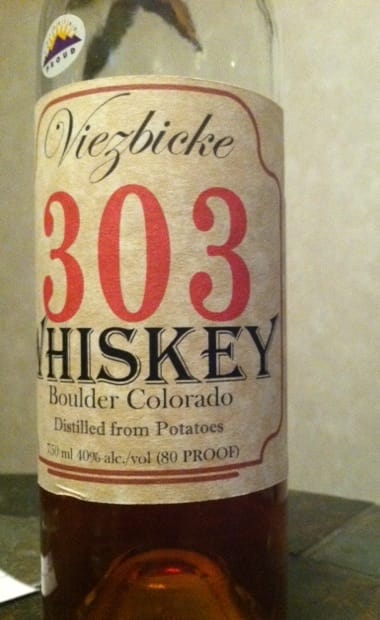 PROUD
Viezbicke
303
WHISKEY
Boulder Colorado
Distilled from Potatoes
750 ml 40% alc./vol (80 PROOF)